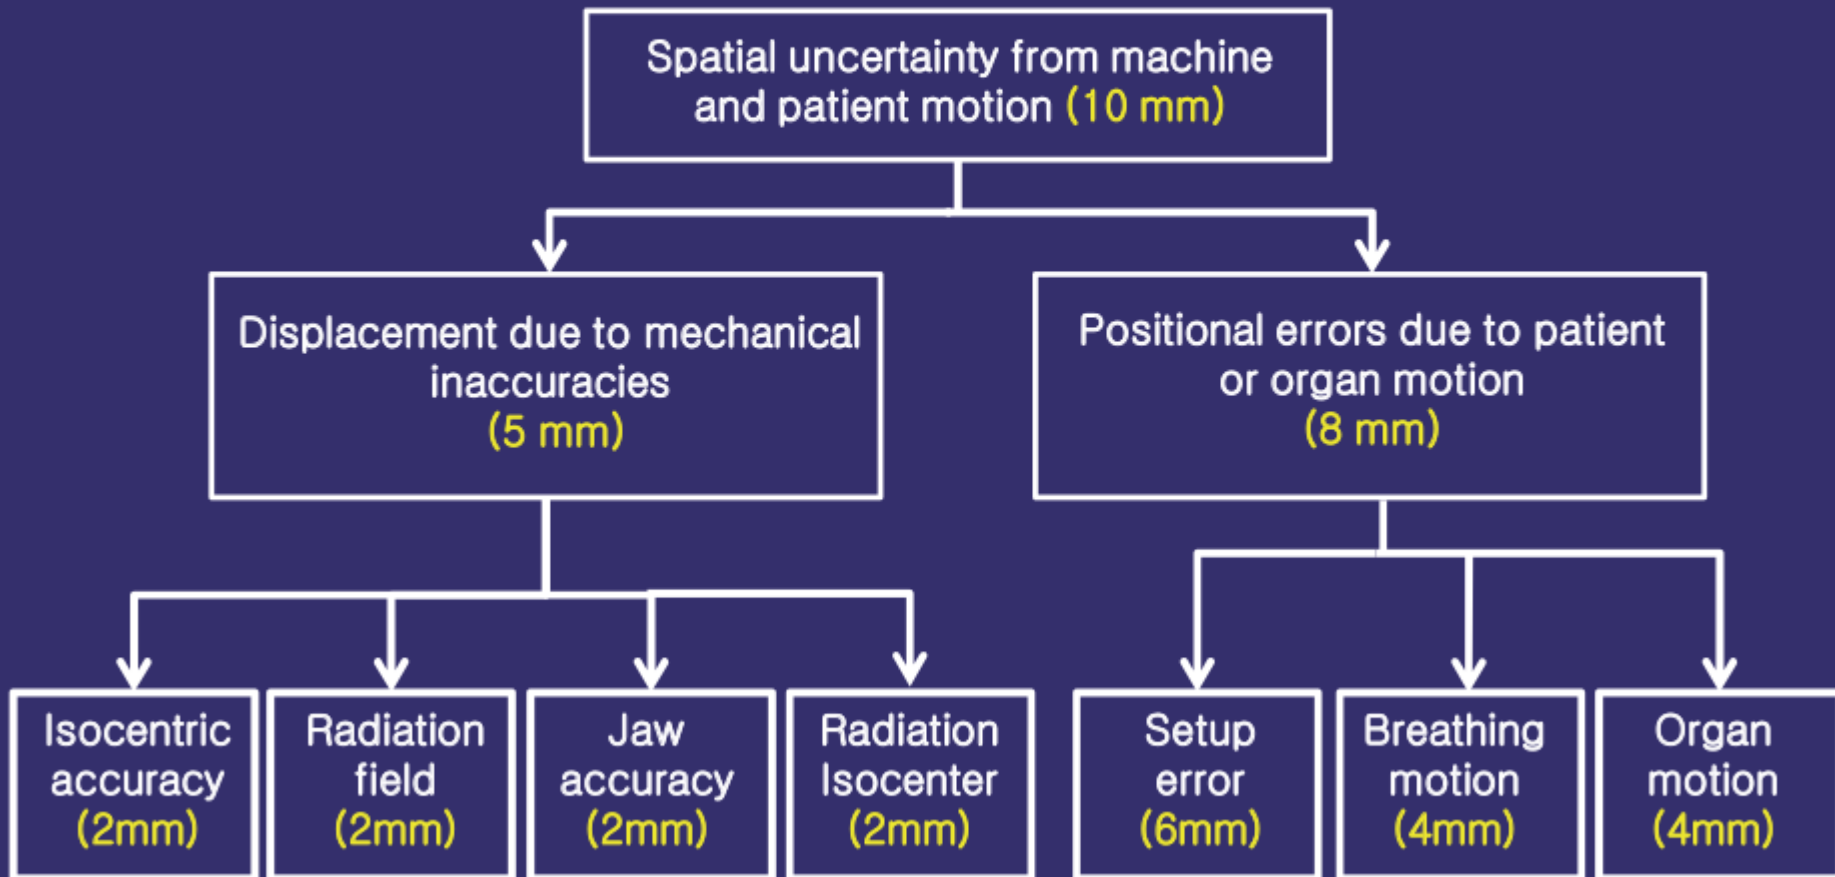 Spatial uncertainty from machine
and patient motion (10 mm)
Displacement due to mechanical
inaccuracies
(5 mm)
Positional errors due to patient
or organ motion
(8 mm)
Isocentric
accuracy
(2mm)
Radiation
field
(2mm)
Jaw
accuracy
(2mm)
Radiation
Isocenter
(2mm)
Setup
error
(6mm)
Breathing
motion
(4mm)
Organ
motion
(4mm)